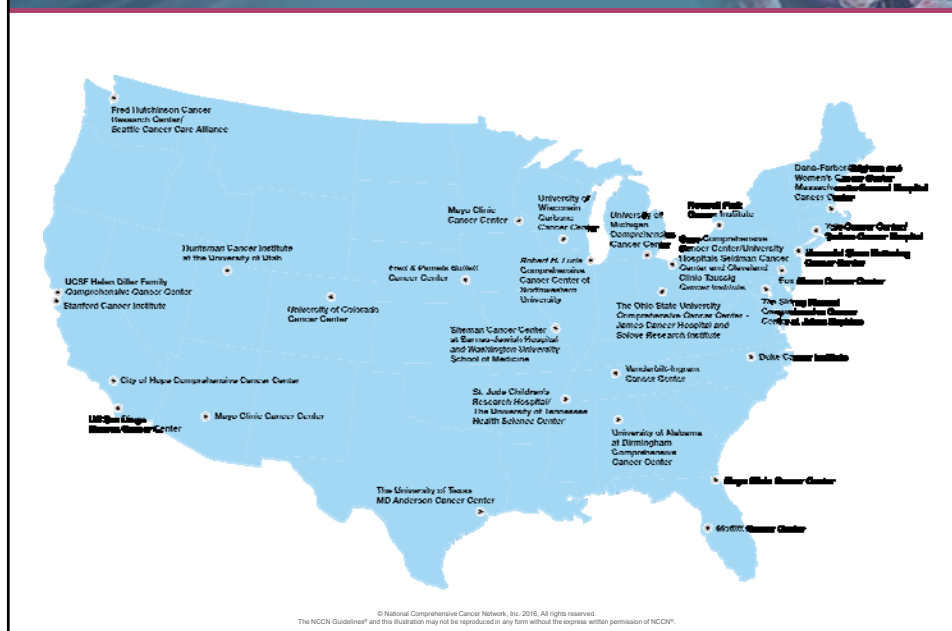 Fred Hutchinson Cancer
Research Center/
Seattle Cancer Care Alliance
Huntsman Cancer Institute
at the University of Utah
UCSF Helen Diller Family
Comprehensive Cancer Center
Stanford Cancer Institute
University of Colorado
Cancer Center
City of Hope Comprehensive Cancer Center
Cancer Center
Mayo Clinic Cancer Center
Mayo Clinic
Cancer Center
Fred & Pamela Buffett
Cancer Center
University of
Wisconsin
Carbone
Cancer Center
Robert H. Lurie
Comprehensive
Cancer Center of
Northwestern
University
Siteman Cancer Center
at Barnes-Jewish Hospital
and Washington University
School of Medicine
St. Jude Children's
Research Hospital/
The University of Tennessee
Health Science Center
The University of Texas
MD Anderson Cancer Center
University of
Michigan
Comprehensive
Cancer Center
Roswell Park
Cancer Institute
Case Comprehensive
Cancer Center/University
Hospitals Seidman Cancer
Center and Cleveland
Clinic Taussig
Cancer Institute
The Ohio State University
Comprehensive Cancer Center -
James Cancer Hospital and
Solove Research Institute
Vanderbilt-Ingram
Cancer Center
University of Alabama
at Birmingham
Comprehensive
Cancer Center
Dana-Farber/Brigham and
Women's Cancer Center
Massachusetts General Hospital
Cancer Center
Yale Cancer Center/
Cancer Hospital
Cancer Center
Fox Chase Cancer Center
The Sidney Kimmel
Comprehensive Cancer
Center at Johns Hopkins
Duke Cancer Institute
Mayo Clinic Cancer Center
Moffitt Cancer Center
© National Comprehensive Cancer Network, Inc. 2016, All rights reserved.
The NCCN Guidelines® and this illustration may not be reproduced in any form without the express written permission of NCCN®.